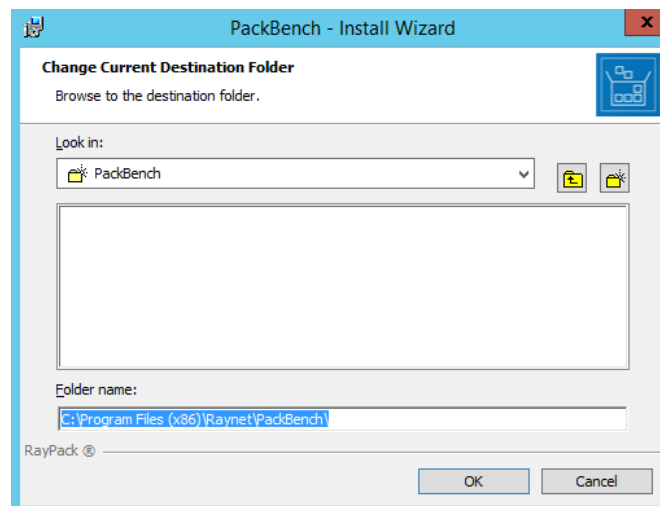 PackBench - Install Wizard
x
Change Current Destination Folder
Browse to the destination folder.
Look in:
PackBench
Folder name:
C:\Program Files (x86)\Raynet\PackBench\
RayPack ®
OK Cancel